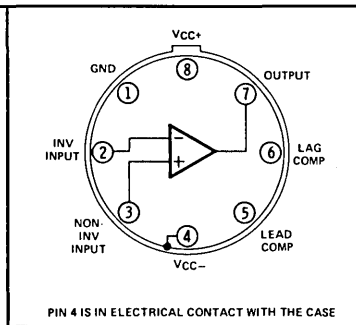 VCC+
GND
8
OUTPUT
1
7
INV
INPUT
2
-
+
6
LAG
COMP
3
NON-
INV
INPUT
4
5
LEAD
COMP
VCC-
PIN 4 IS IN ELECTRICAL CONTACT WITH THE CASE